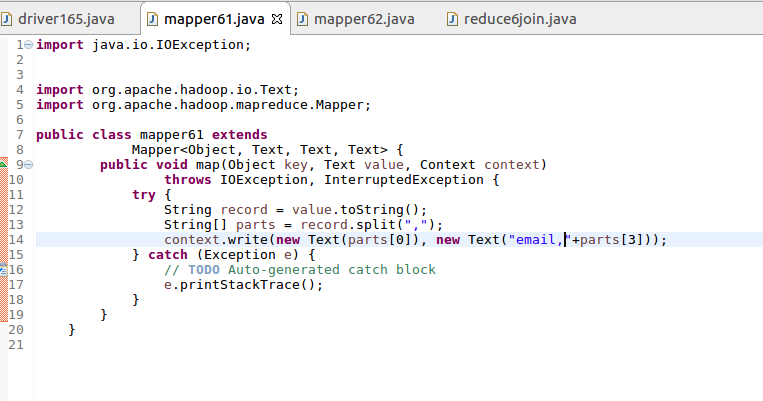 driver165.java mapper61.java mapper62.java reduce6join.java
1 import java.io.IOException;
2
3
4 import org.apache.hadoop.io.Text;
5 import org.apache.hadoop.mapreduce.Mapper;
6
7 public class mapper61 extends
8 Mapper<Object, Text, Text, Text> {
9 public void map(Object key, Text value, Context context)
10 throws IOException, InterruptedException {
11 try {
12 String record = value.toString();
13 String[] parts = record.split(",");
14 context.write(new Text(parts[0]), new Text("email,"+parts[3]));
15 } catch (Exception e) {
16 // TODO Auto-generated catch block
17 e.printStackTrace();
18 }
19 }
20 }
21